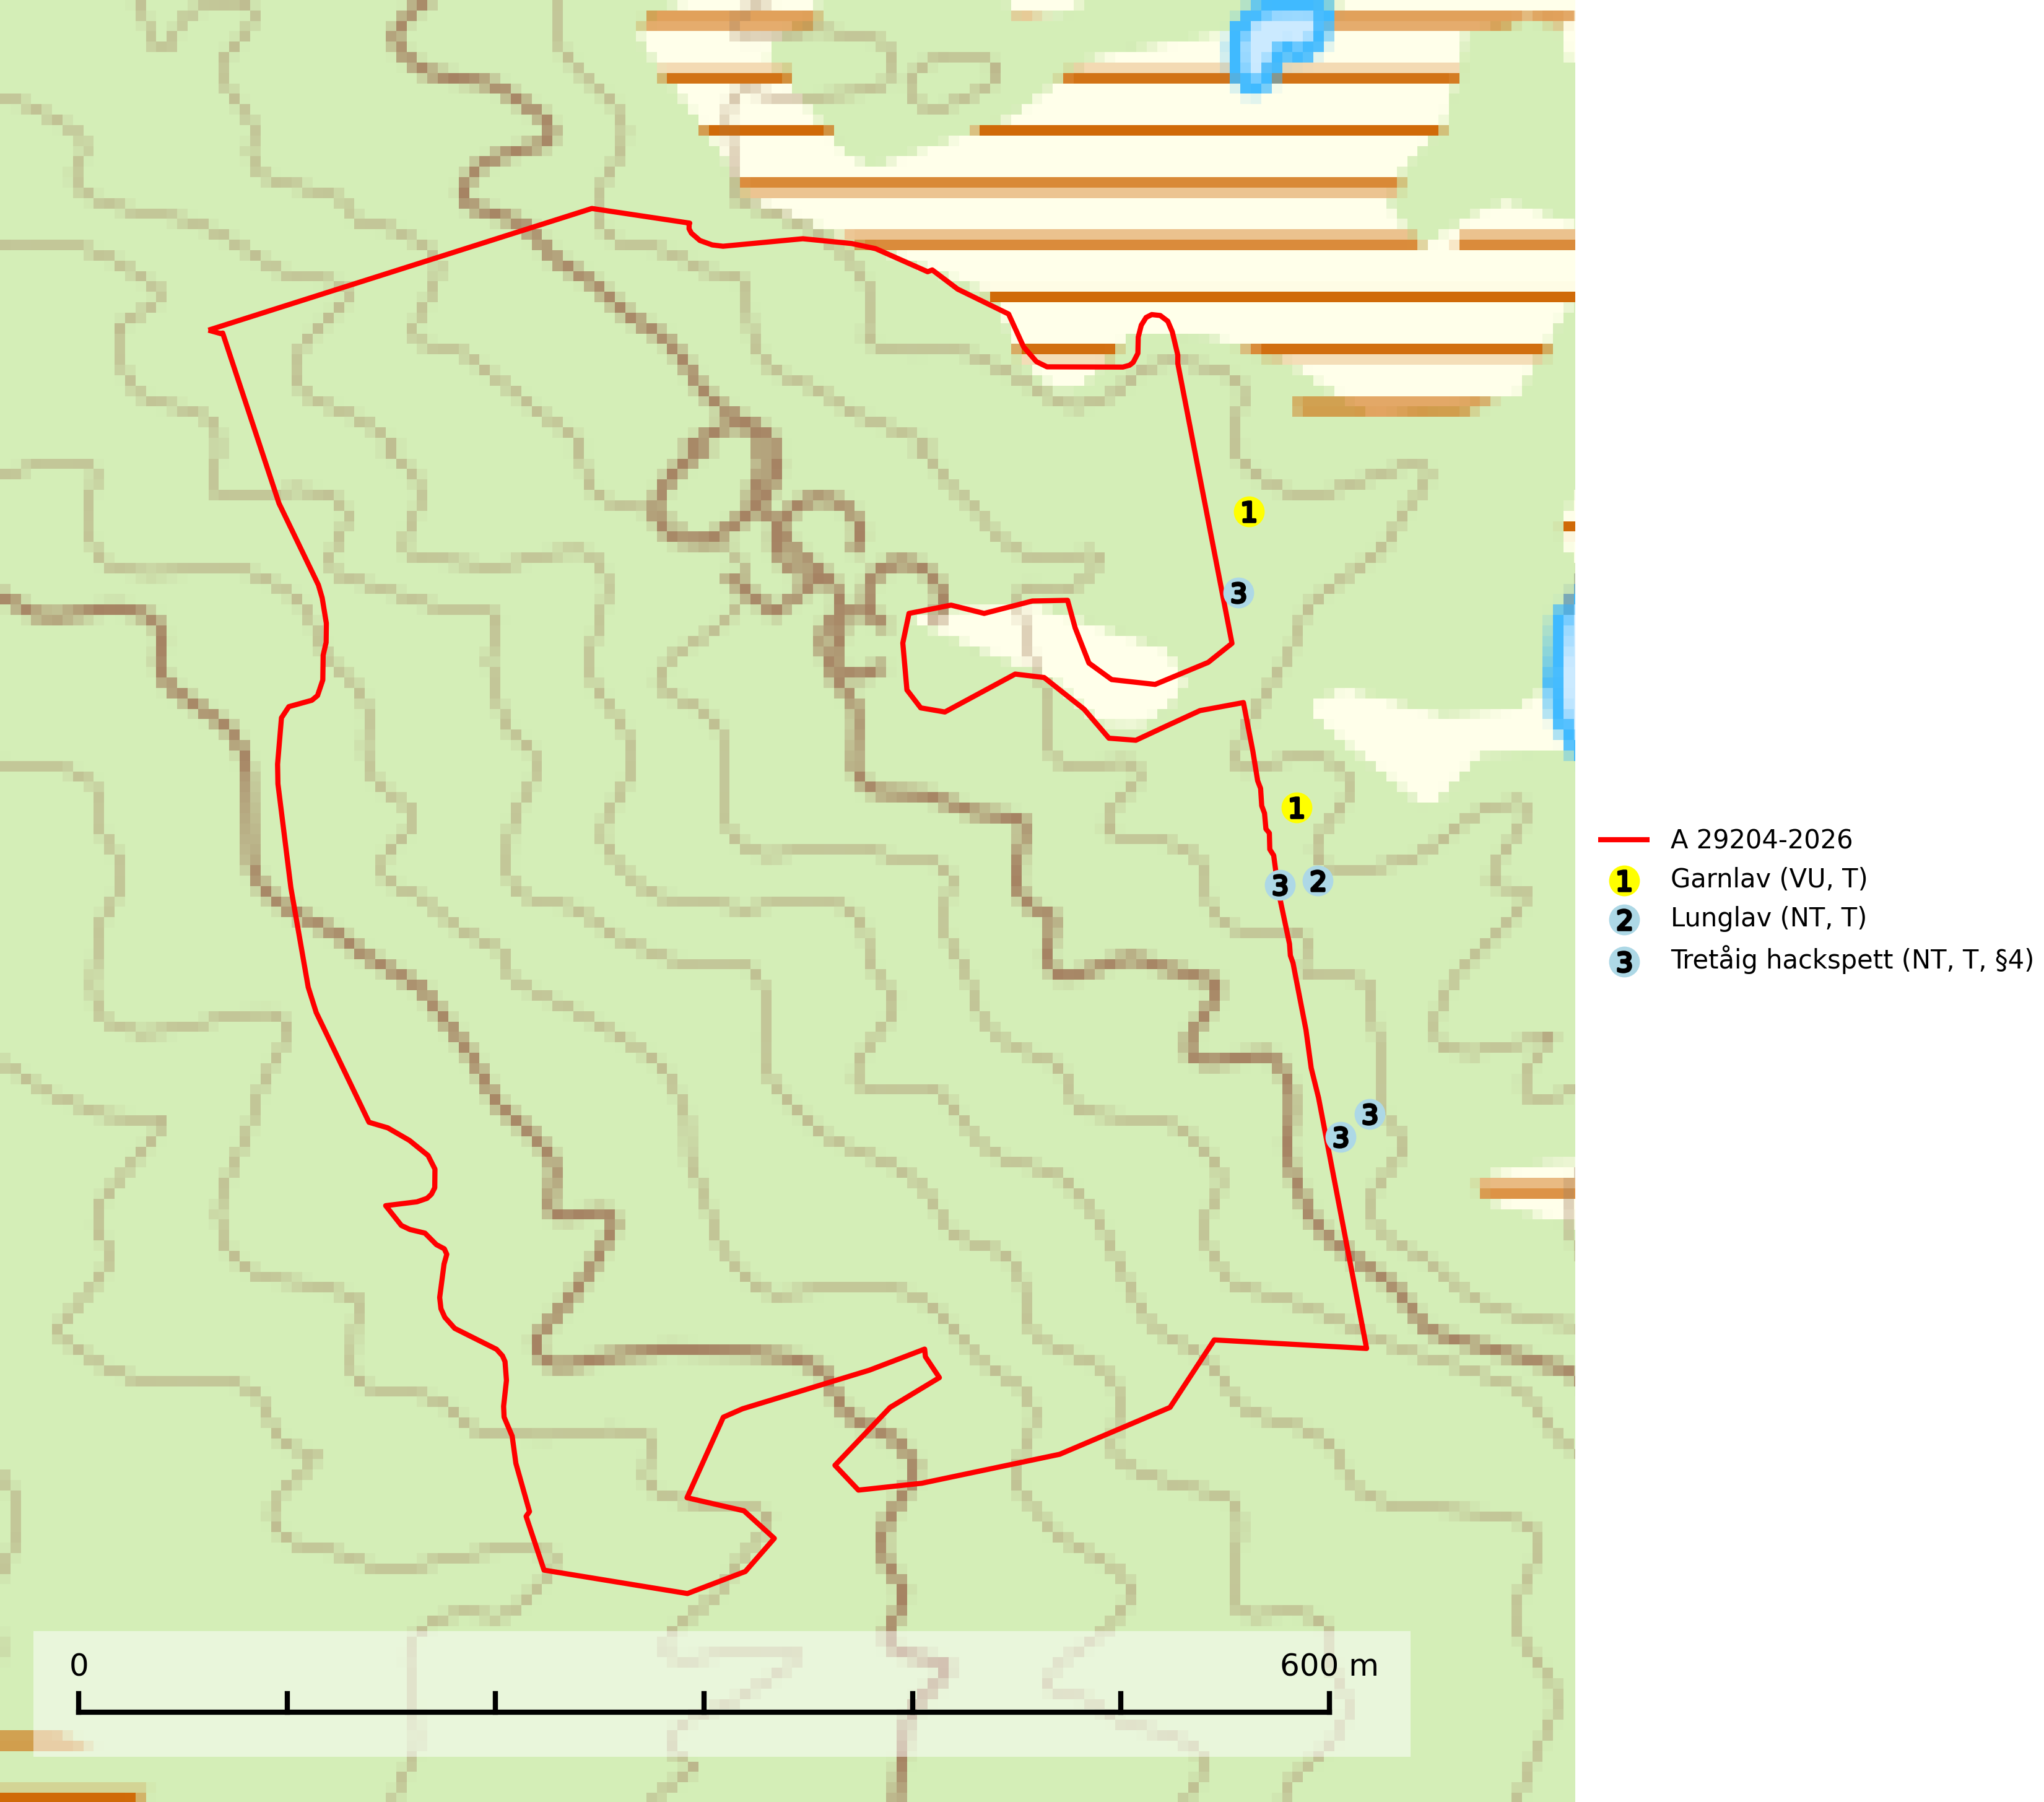 1
3
1
3 2
3
3
A 29204-2026
1 Garnlav (VU, T)
2 Lunglav (NT, T)
3 Tretåig hackspett (NT, T, §4)
0 600 m